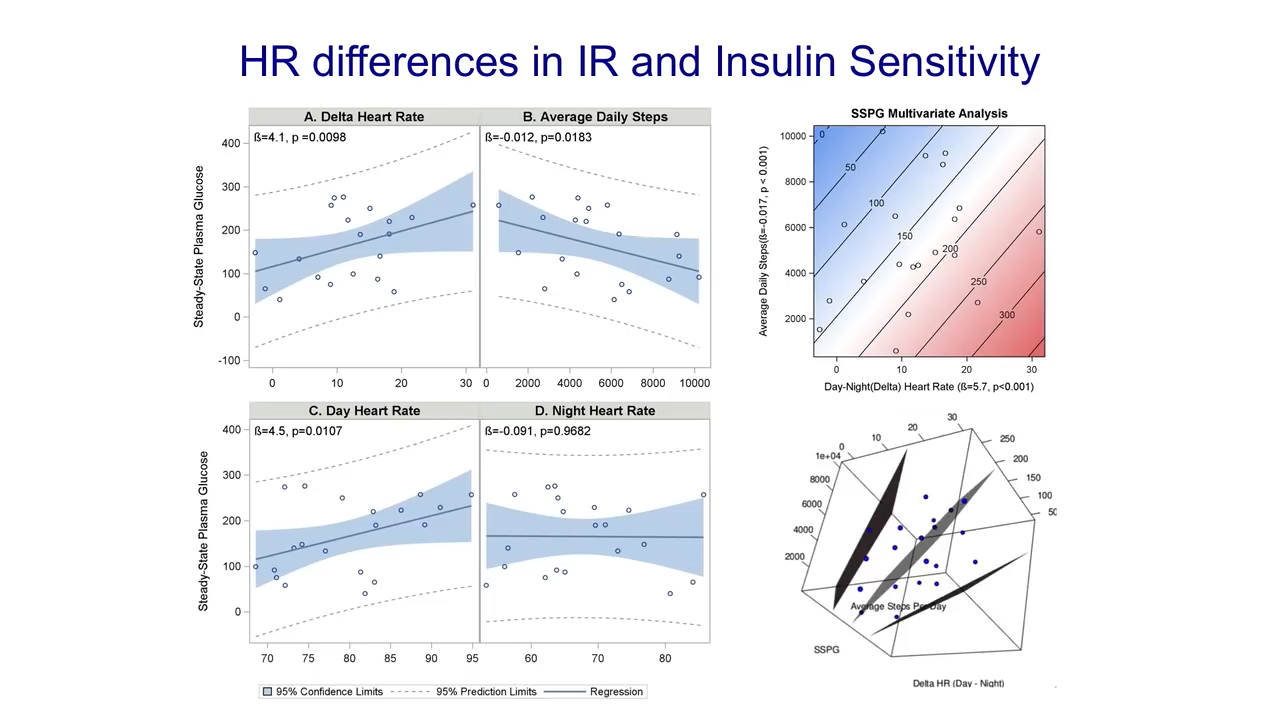 HR differences in IR and Insulin Sensitivity
A. Delta Heart Rate
B. Average Daily Steps
ß=4.1, p =0.0098
ß=-0.012, p=0.0183
Steady-State Plasma Glucose
400
300
200
100
0
-100
0 10 20 30
0 2000 4000 6000 8000 10000
C. Day Heart Rate
D. Night Heart Rate
ß=4.5, p=0.0107
ß=-0.091, p=0.9682
Steady-State Plasma Glucose
400
300
200
100
0
70 75 80 85 90 95
60 70 80
95% Confidence Limits 95% Prediction Limits Regression
SSPG Multivariate Analysis
Average Daily Steps(ß=-0.017, p < 0.001)
10000
8000
6000
4000
2000
0
50
100
150
200
250
300
0 10 20 30
Day-Night(Delta) Heart Rate (ß=5.7, p<0.001)
0 10 20 30
250
200
150
100
50
1e+04
8000
6000
4000
2000
Average Steps Per Day
SSPG
Delta HR (Day - Night)